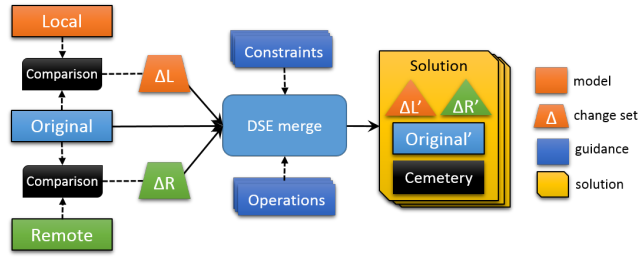 Local
Comparison
ΔL
Original
Comparison
ΔR
Remote
Constraints
DSE merge
Operations
Solution
ΔL’
ΔR’
Original’
Cemetery
model
Δ
change set
guidance
solution